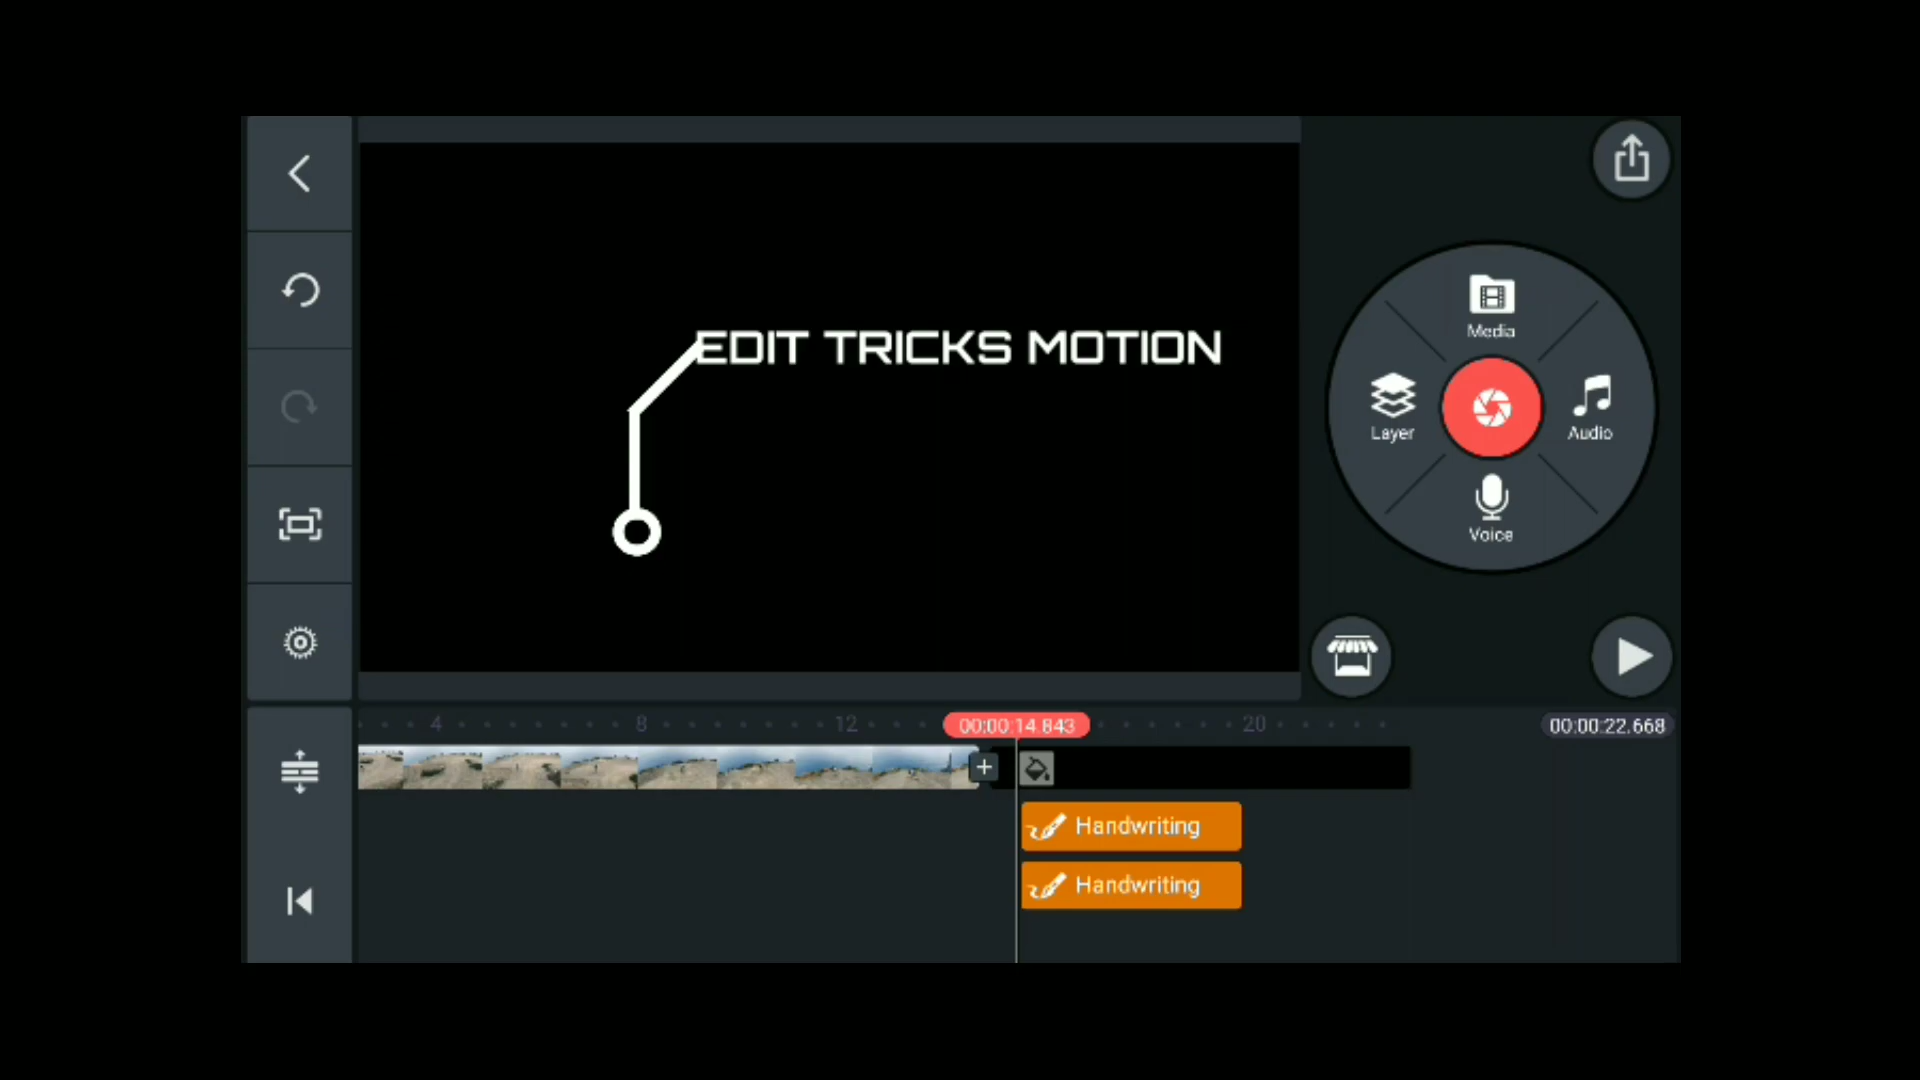 Media
EDIT TRICKS MOTION
Layer
Audio
Voice
4
8
12
00:00:14.843
20
00:00:22.668
Handwriting
Handwriting